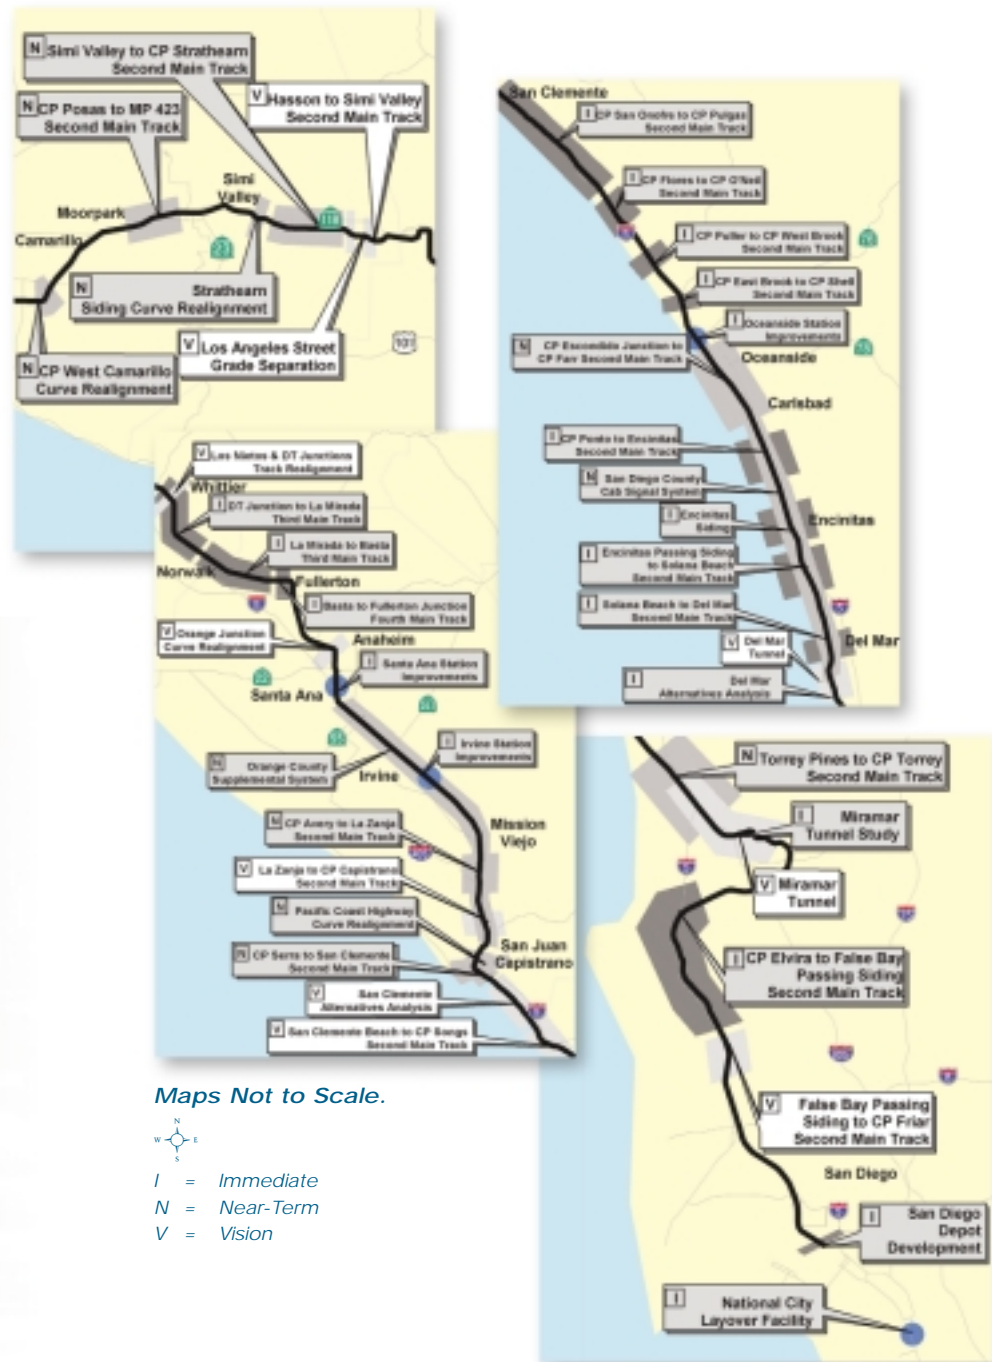 N Simi Valley to CP Strathearn
Second Main Track
N CP Posas to MP 423
Second Main Track
V Hasson to Simi Valley
Second Main Track
Simi
Valley
Moorpark
Camarillo
118
23
N Strathearn
Siding Curve Realignment
V Los Angeles Street
Grade Separation
101
N CP West Camarillo
Curve Realignment
San Clemente
I CP San Onofre to CP Pulgas
Second Main Track
I CP Flores to CP O'Neil
Second Main Track
I CP Puller to CP West Brook
Second Main Track
I CP East Brook to CP Shell
Second Main Track
I Oceanside Station
Improvements
N CP Escondido Junction to
CP Farr Second Main Track
Oceanside
Carlsbad
I CP Ponto to Encinitas
Second Main Track
N San Diego County
Cab Signal System
I Encinitas
Siding
Encinitas
I Encinitas Passing Siding
to Solana Beach
Second Main Track
I Solana Beach to Del Mar
Second Main Track
V Del Mar
Tunnel
Del Mar
I Del Mar
Alternatives Analysis
V Los Nietos & DT Junctions
Track Realignment
Whittier
I DT Junction to La Mirada
Third Main Track
I La Mirada to Basta
Third Main Track
Norwalk
Fullerton
I Basta to Fullerton Junction
Fourth Main Track
V Orange Junction
Curve Realignment
Anaheim
I Santa Ana Station
Improvements
Santa Ana
I Irvine Station
Improvements
N Orange County
Supplemental System
Irvine
N CP Avery to La Zanja
Second Main Track
Mission
Viejo
V La Zanja to CP Capistrano
Second Main Track
N Pacific Coast Highway
Curve Realignment
San Juan
Capistrano
N CP Serra to San Clemente
Second Main Track
V San Clemente
Alternatives Analysis
V San Clemente Beach to CP Songs
Second Main Track
N Torrey Pines to CP Torrey
Second Main Track
I Miramar
Tunnel Study
V Miramar
Tunnel
I CP Elvira to False Bay
Passing Siding
Second Main Track
V False Bay Passing
Siding to CP Friar
Second Main Track
San Diego
I San Diego
Depot
Development
I National City
Layover Facility
Maps Not to Scale.
N
W E
S
I = Immediate
N = Near-Term
V = Vision